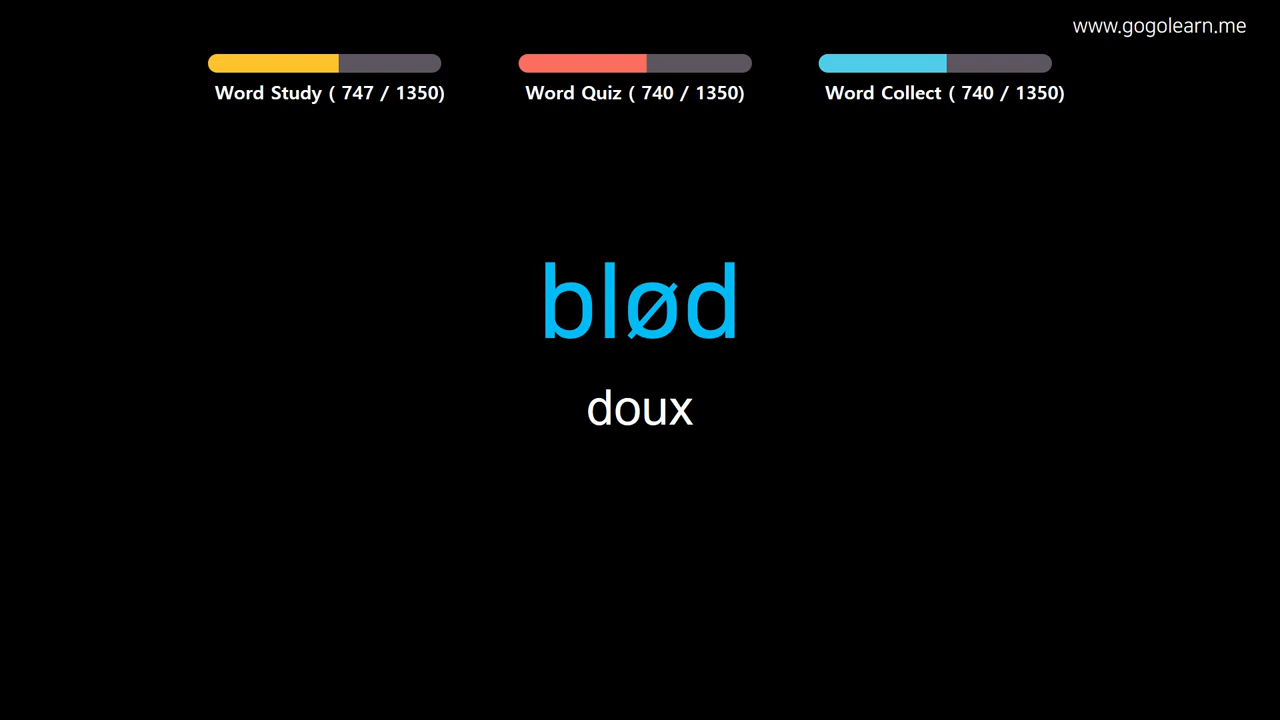 www.gogolearn.me
Word Study ( 747 / 1350)
Word Quiz ( 740 / 1350)
Word Collect ( 740 / 1350)
blød
doux